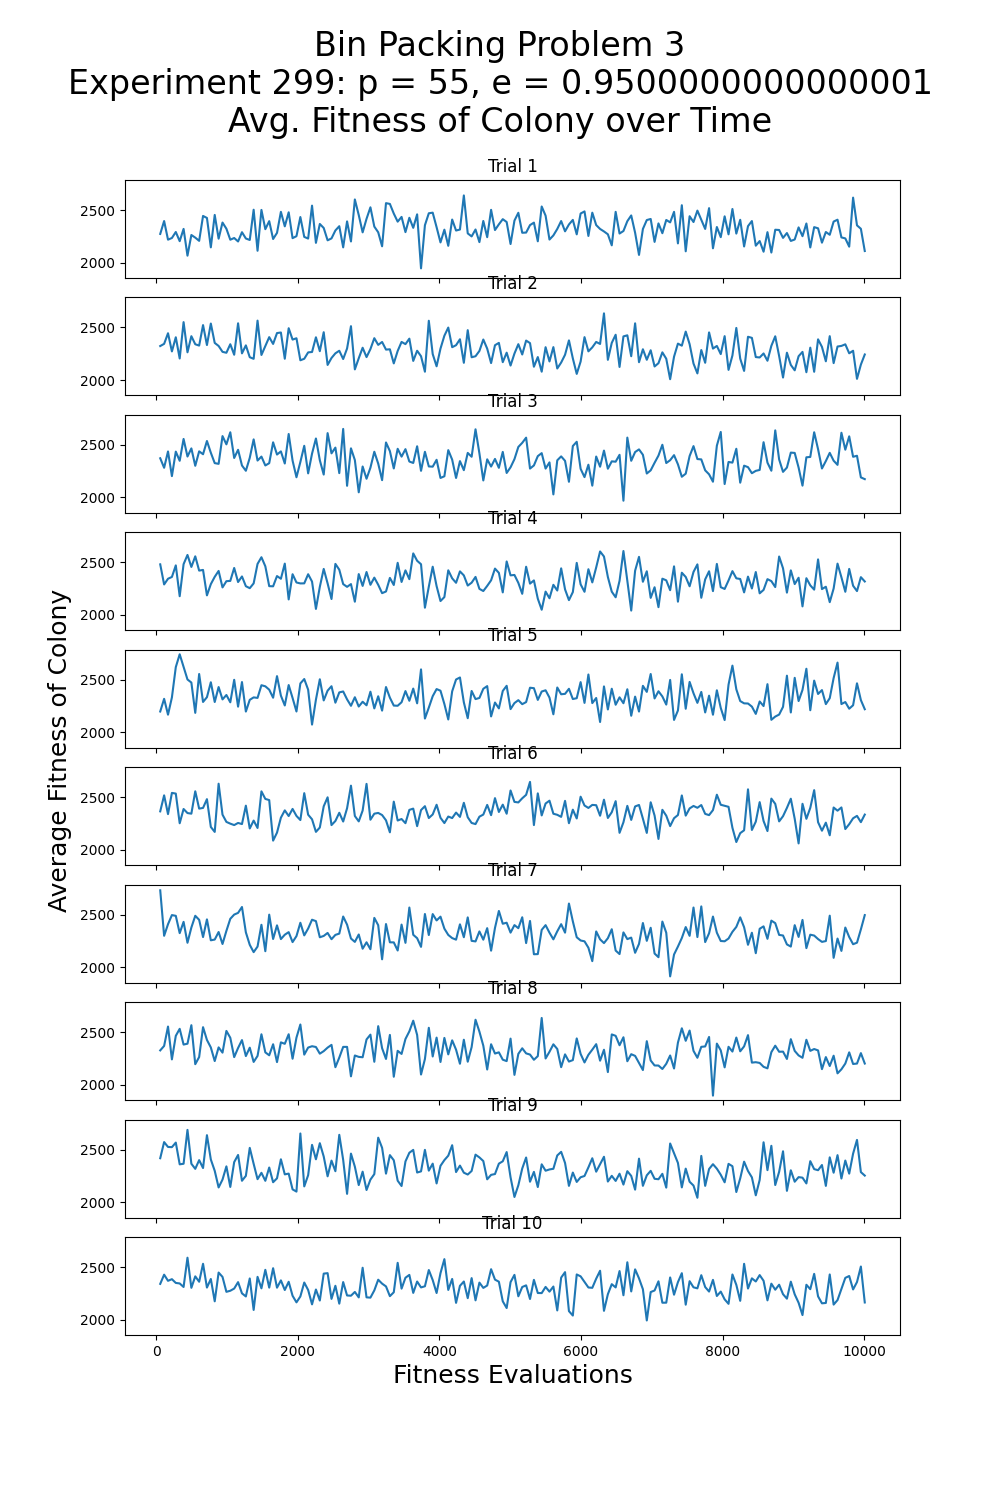 Bin Packing Problem 3
Experiment 299: p = 55, e = 0.9500000000000001
Avg. Fitness of Colony over Time
Trial 1
2500
2000
Trial 2
2500
2000
Trial 3
2500
2000
Trial 4
2500
2000
Trial 5
2500
2000
Trial 6
2500
2000
Trial 7
2500
2000
Trial 8
2500
2000
Trial 9
2500
2000
Trial 10
2500
2000
0 2000 4000 6000 8000 10000
Fitness Evaluations
Average Fitness of Colony